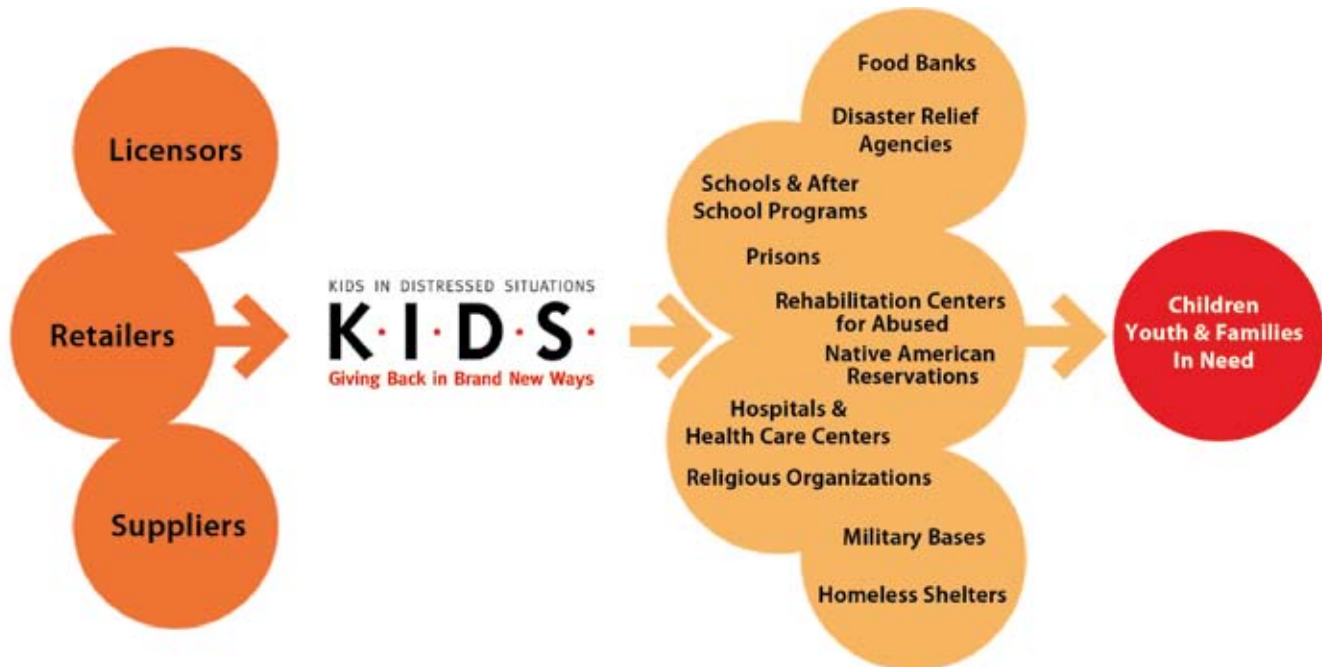 Licensors
Retailers
Suppliers
KIDS IN DISTRESSED SITUATIONS
K·I·D·S·
Giving Back in Brand New Ways
Food Banks
Disaster Relief
Agencies
Schools & After
School Programs
Prisons
Rehabilitation Centers
for Abused
Native American
Reservations
Hospitals &
Health Care Centers
Religious Organizations
Military Bases
Homeless Shelters
Children
Youth & Families
In Need